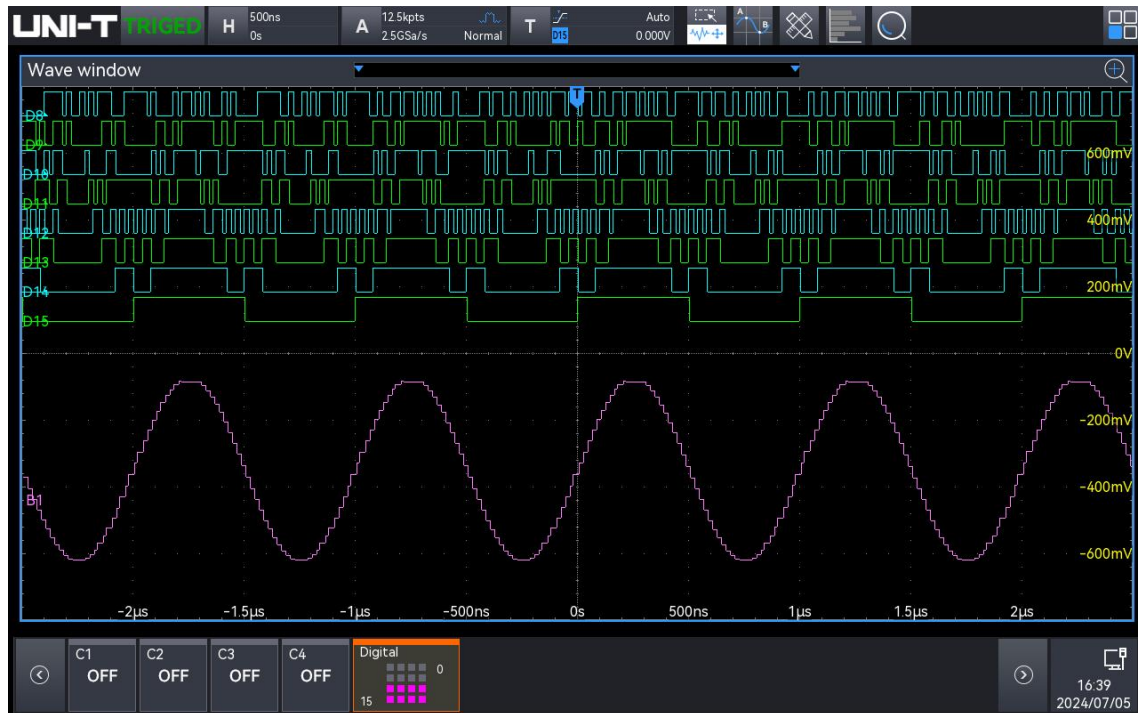 UNI-T TRIGED H 500ns A 12.5kpts T Auto
0s 2.5GSa/s Normal D15 0.000V
A B
Wave window
T
D8
D9
600mV
D10
D11
400mV
D12
D13
200mV
D14
D15
0V
-200mV
-400mV
B1
-600mV
-2μs -1.5μs -1μs -500ns 0s 500ns 1μs 1.5μs 2μs
C1 C2 C3 C4 Digital
OFF OFF OFF OFF 0
15
16:39
2024/07/05